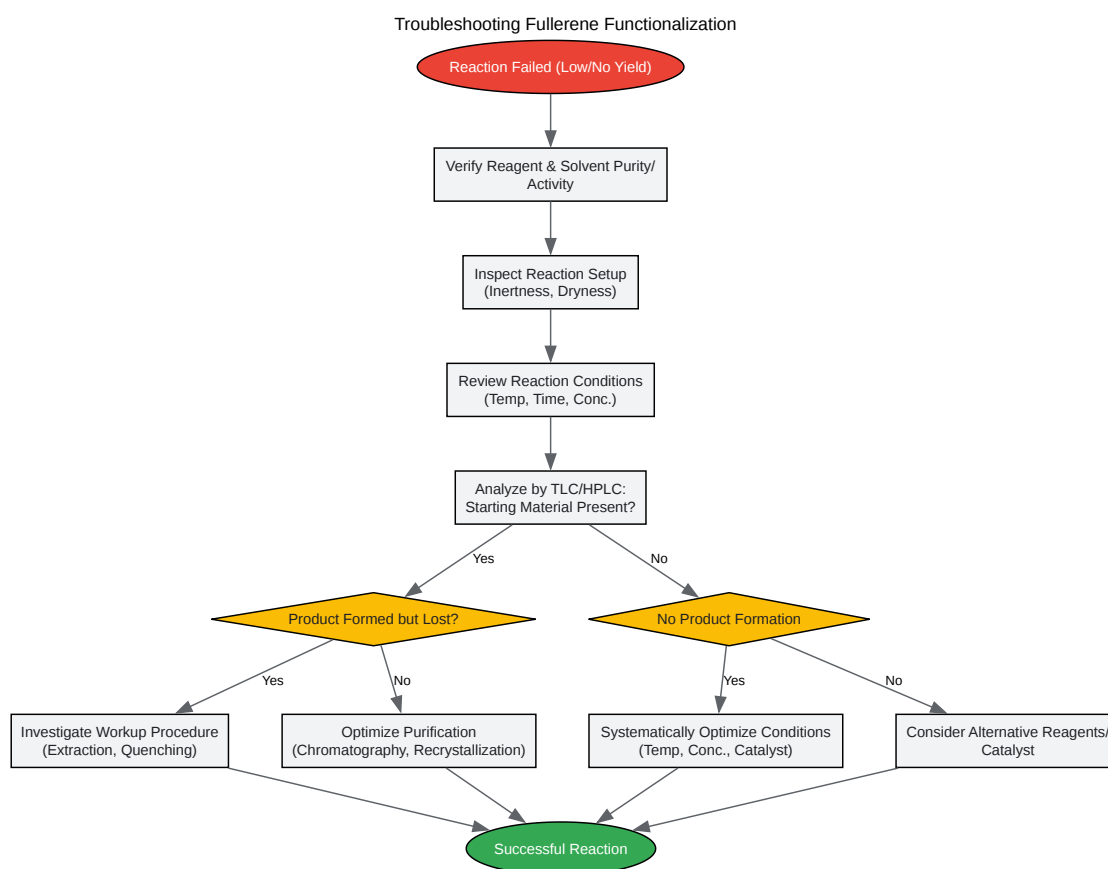 Troubleshooting Fullerene Functionalization
Reaction Failed (Low/No Yield)
Verify Reagent & Solvent Purity/
Activity
Inspect Reaction Setup
(Inertness, Dryness)
Review Reaction Conditions
(Temp, Time, Conc.)
Analyze by TLC/HPLC:
Starting Material Present?
Yes
No
Product Formed but Lost?
No Product Formation
Yes
No
Yes
No
Investigate Workup Procedure
(Extraction, Quenching)
Optimize Purification
(Chromatography, Recrystallization)
Systematically Optimize Conditions
(Temp, Conc., Catalyst)
Consider Alternative Reagents/
Catalyst
Successful Reaction